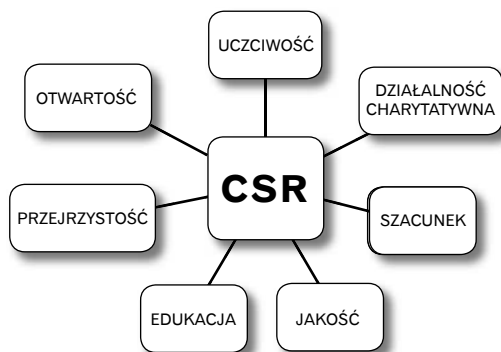 UCZCIWOŚĆ
OTWARTOŚĆ
DZIAŁALNOŚĆ
CHARYTATYWNA
CSR
PRZEJRZYSTOŚĆ
SZACUNEK
EDUKACJA
JAKOŚĆ